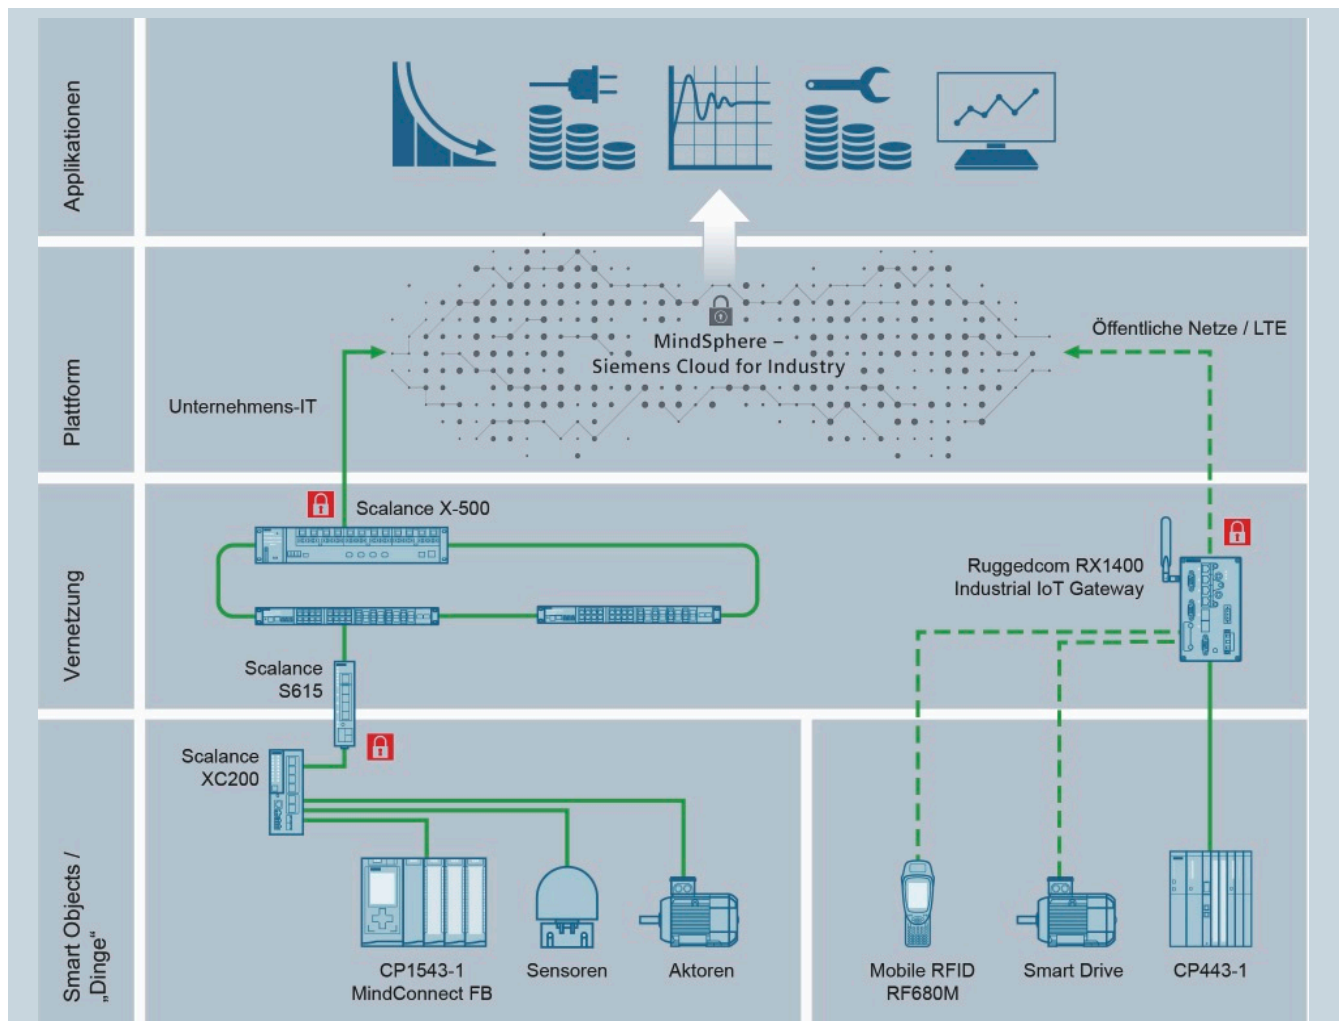 Applikationen
Plattform
MindSphere –
Siemens Cloud for Industry
Öffentliche Netze / LTE
Unternehmens-IT
Vernetzung
Scalance X-500
Ruggedcom RX1400
Industrial IoT Gateway
Scalance
S615
Smart Objects /
„Dinge“
Scalance
XC200
CP1543-1
MindConnect FB
Sensoren
Aktoren
Mobile RFID
RF680M
Smart Drive
CP443-1